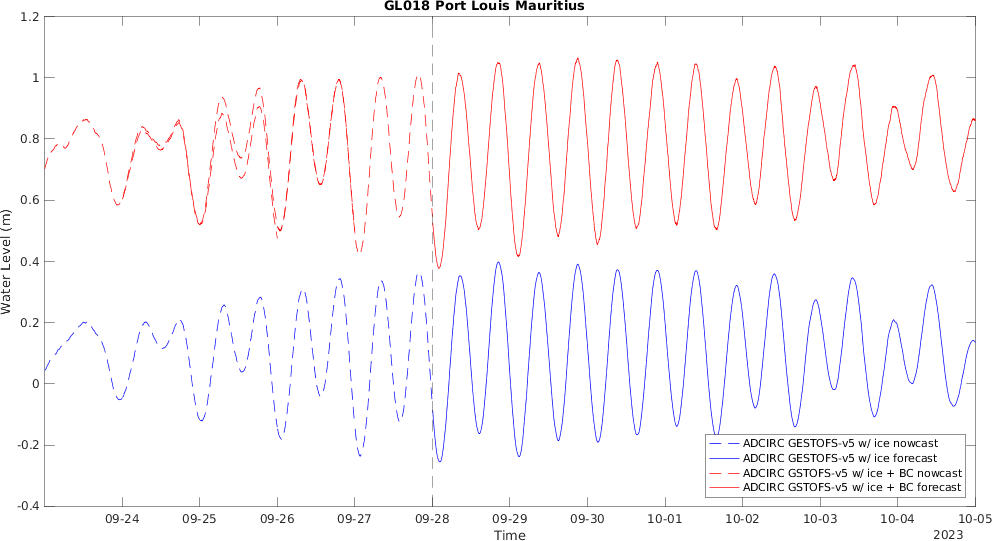 GL018 Port Louis Mauritius
1.2
1
0.8
0.6
0.4
0.2
0
-0.2
-0.4
Water Level (m)
ADCIRC GESTOFS-v5 w/ ice nowcast
ADCIRC GESTOFS-v5 w/ ice forecast
ADCIRC GSTOFS-v5 w/ ice + BC nowcast
ADCIRC GSTOFS-v5 w/ ice + BC forecast
09-24 09-25 09-26 09-27 09-28 09-29 09-30 10-01 10-02 10-03 10-04 10-05
Time
2023